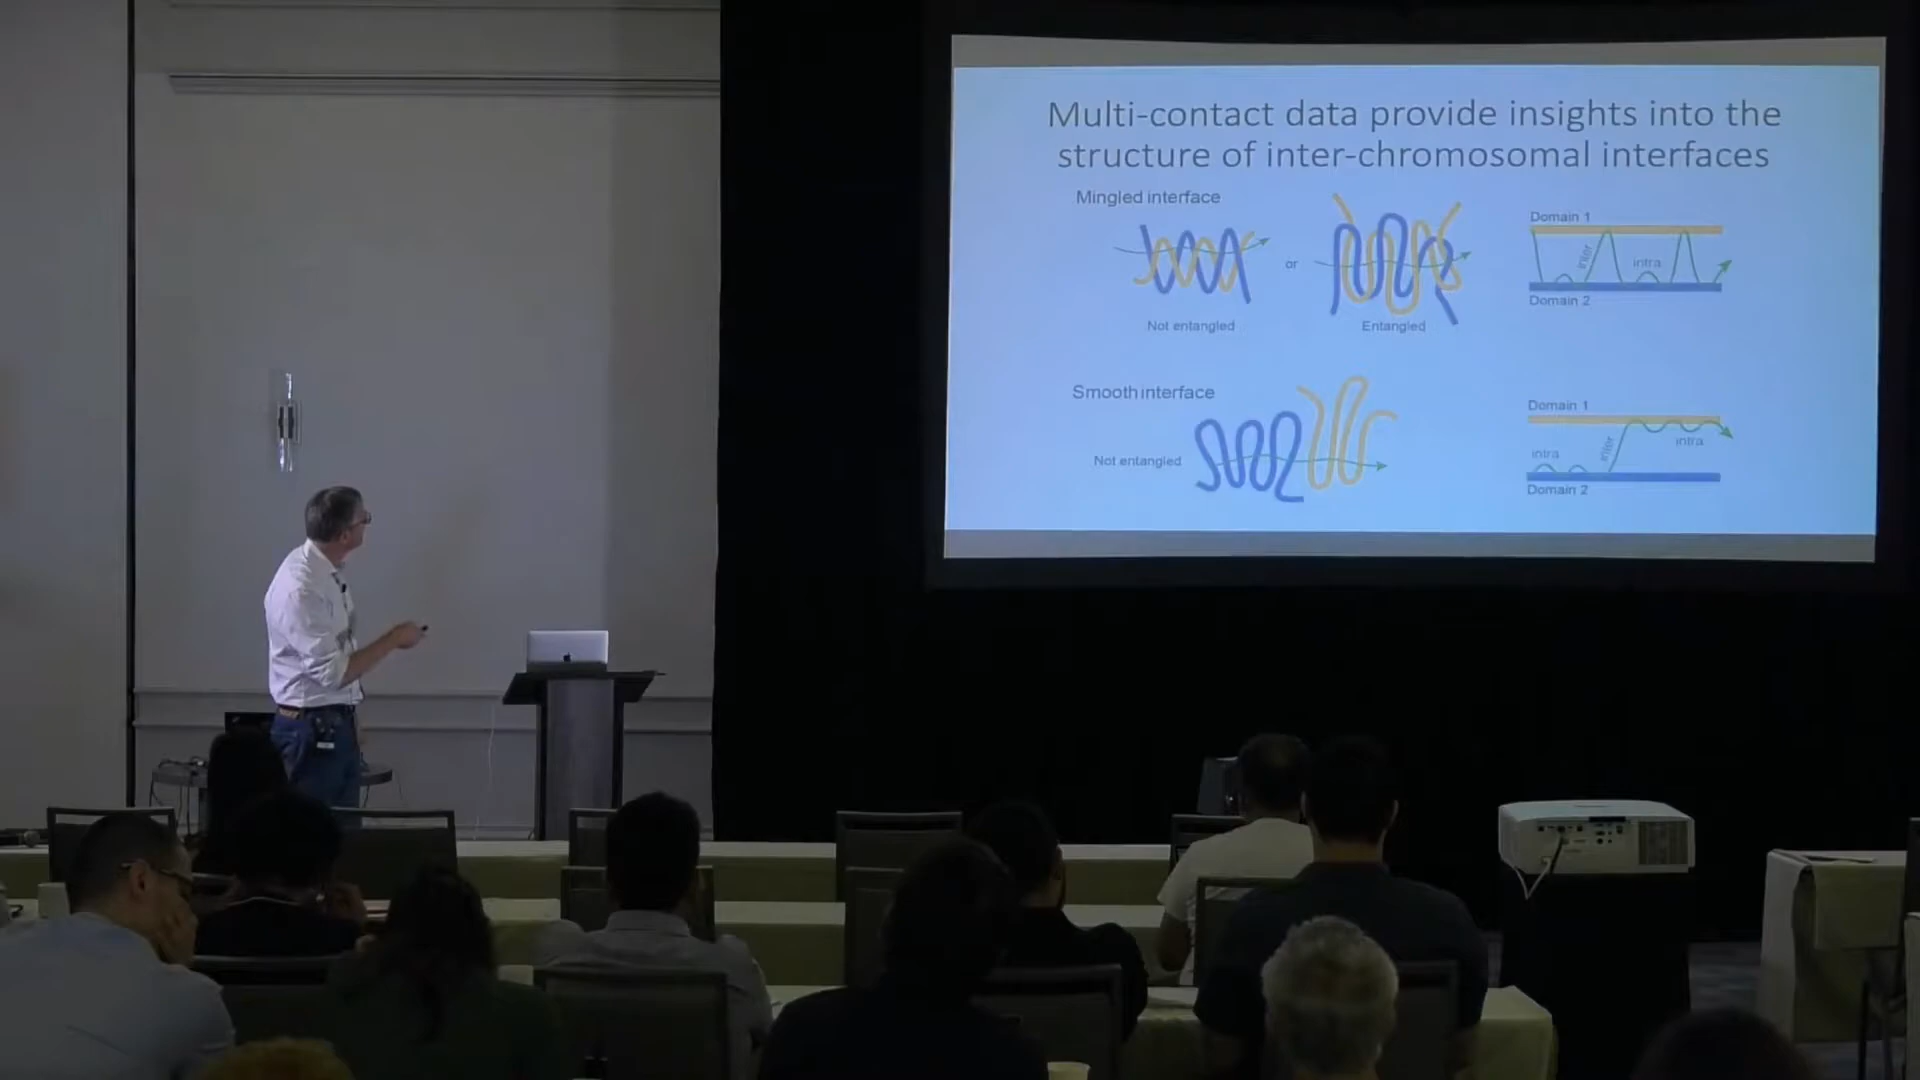 Multi-contact data provide insights into the
structure of inter-chromosomal interfaces
Mingled interface
or
Not entangled
Entangled
Domain 1
inter
intra
Domain 2
Smooth interface
Not entangled
Domain 1
intra
inter
intra
Domain 2